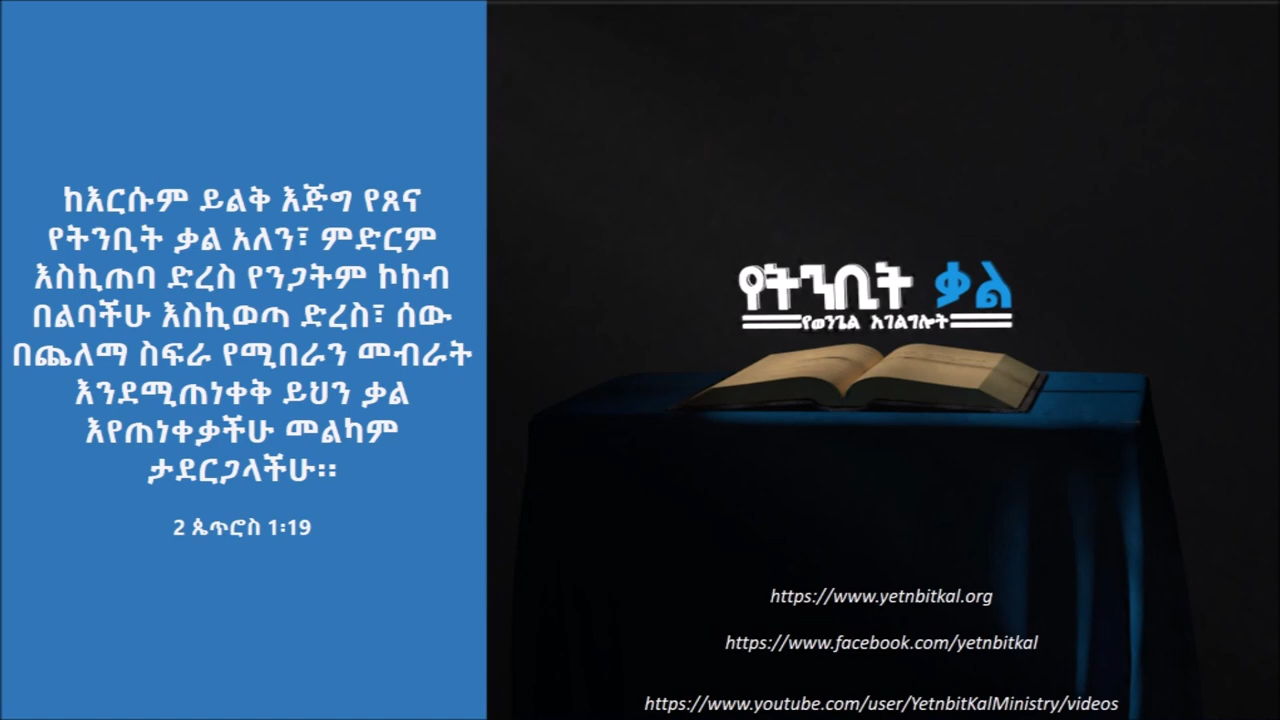 ከእርሱም ይልቅ እጅግ የጸና
የትንቢት ቃል አለን፣ ምድርም
እስኪጠባ ድረስ የንጋትም ኮከብ
በልባችሁ እስኪወጣ ድረስ፣ ሰው
በጨለማ ስፍራ የሚበራን መብራት
እንደሚጠነቀቅ ይህን ቃል
እየጠነቀቃችሁ መልካም
ታደርጋላችሁ፡፡
2 ጴጥሮስ 1፡19
የትንቢት ቃል
የወንጌል አገልግሎት
https://www.yetnbitkal.org
https://www.facebook.com/yetnbitkal
https://www.youtube.com/user/YetnbitKalMinistry/videos